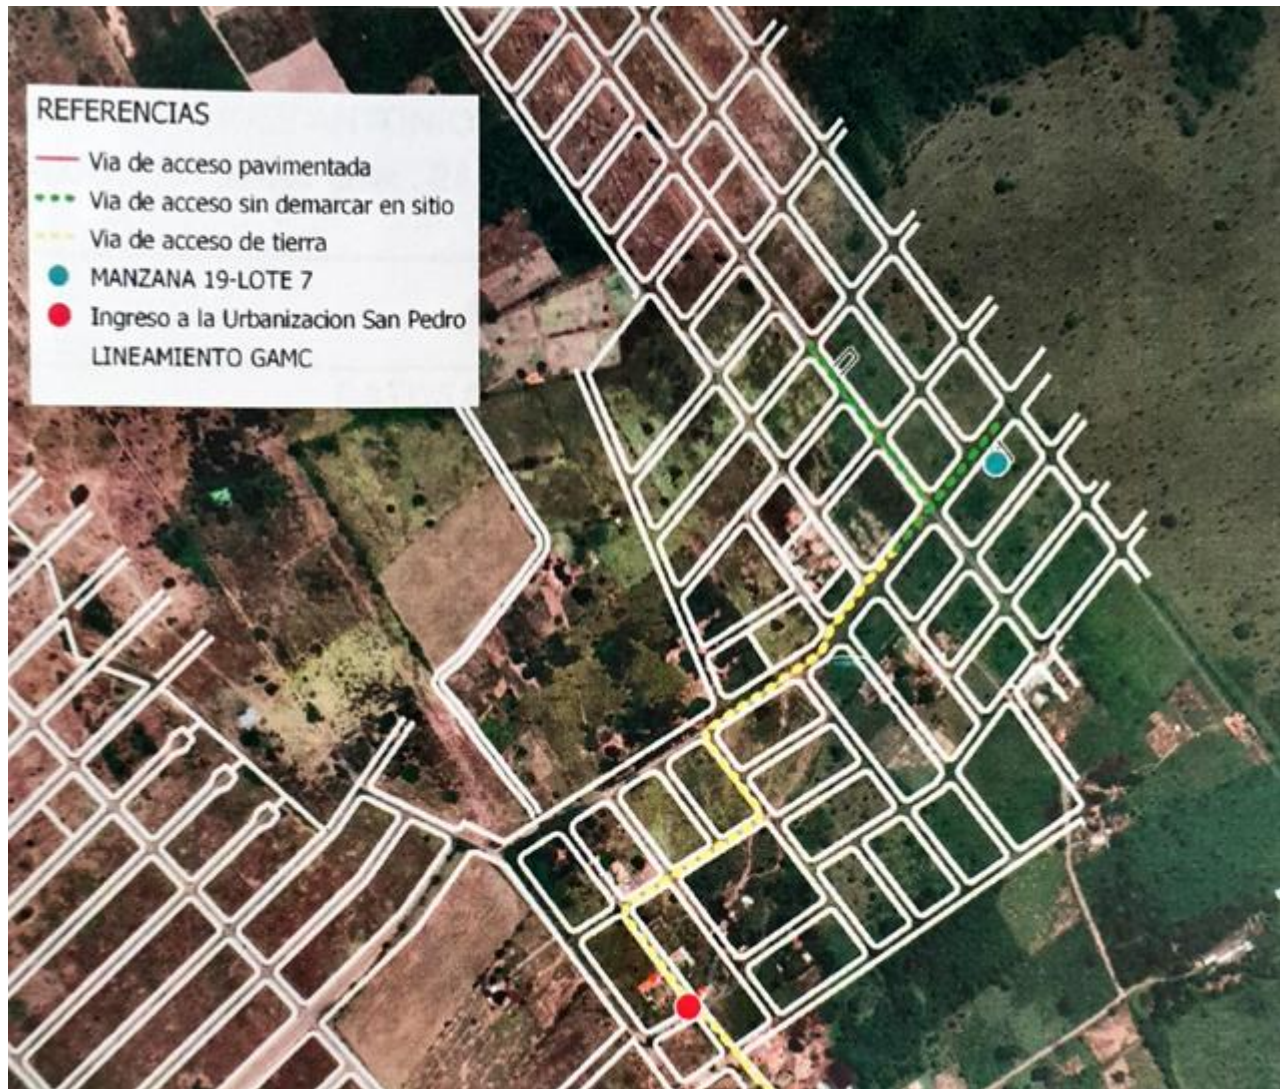 REFERENCIAS
Via de acceso pavimentada
Via de acceso sin demarcar en sitio
Via de acceso de tierra
MANZANA 19-LOTE 7
Ingreso a la Urbanizacion San Pedro
LINEAMIENTO GAMC